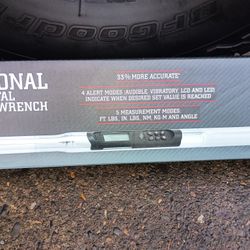 IONAL
TAL
WRENCH
33% MORE ACCURATE*
4 ALERT MODES (AUDIBLE, VIBRATORY, LCD AND LED)
INDICATE WHEN DESIRED SET VALUE IS REACHED
5 MEASUREMENT MODES
FT. LBS., IN. LBS., NM, KG-M AND ANGLE